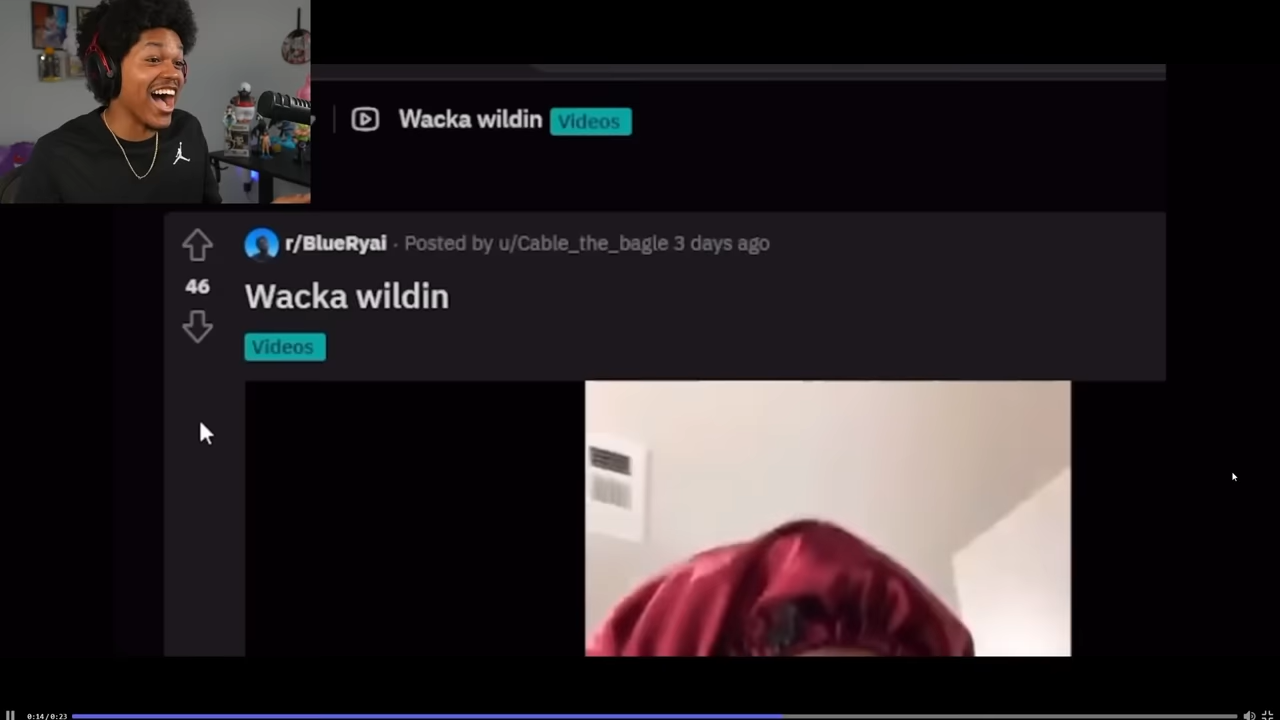 Wacka wildin Videos
r/BlueRyai · Posted by u/Cable_the_bagle 3 days ago
46
Wacka wildin
Videos
0:14/0:23